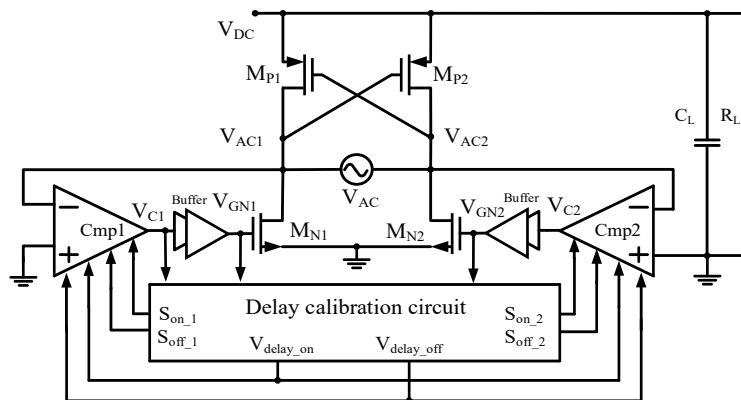 V_DC
M_P1
M_P2
V_AC1
V_AC2
C_L
R_L
V_AC
Buffer
Buffer
V_C1
V_GN1
V_GN2
V_C2
Cmp1
M_N1
M_N2
Cmp2
Delay calibration circuit
S_on_1
S_on_2
S_off_1
S_off_2
V_delay_on
V_delay_off